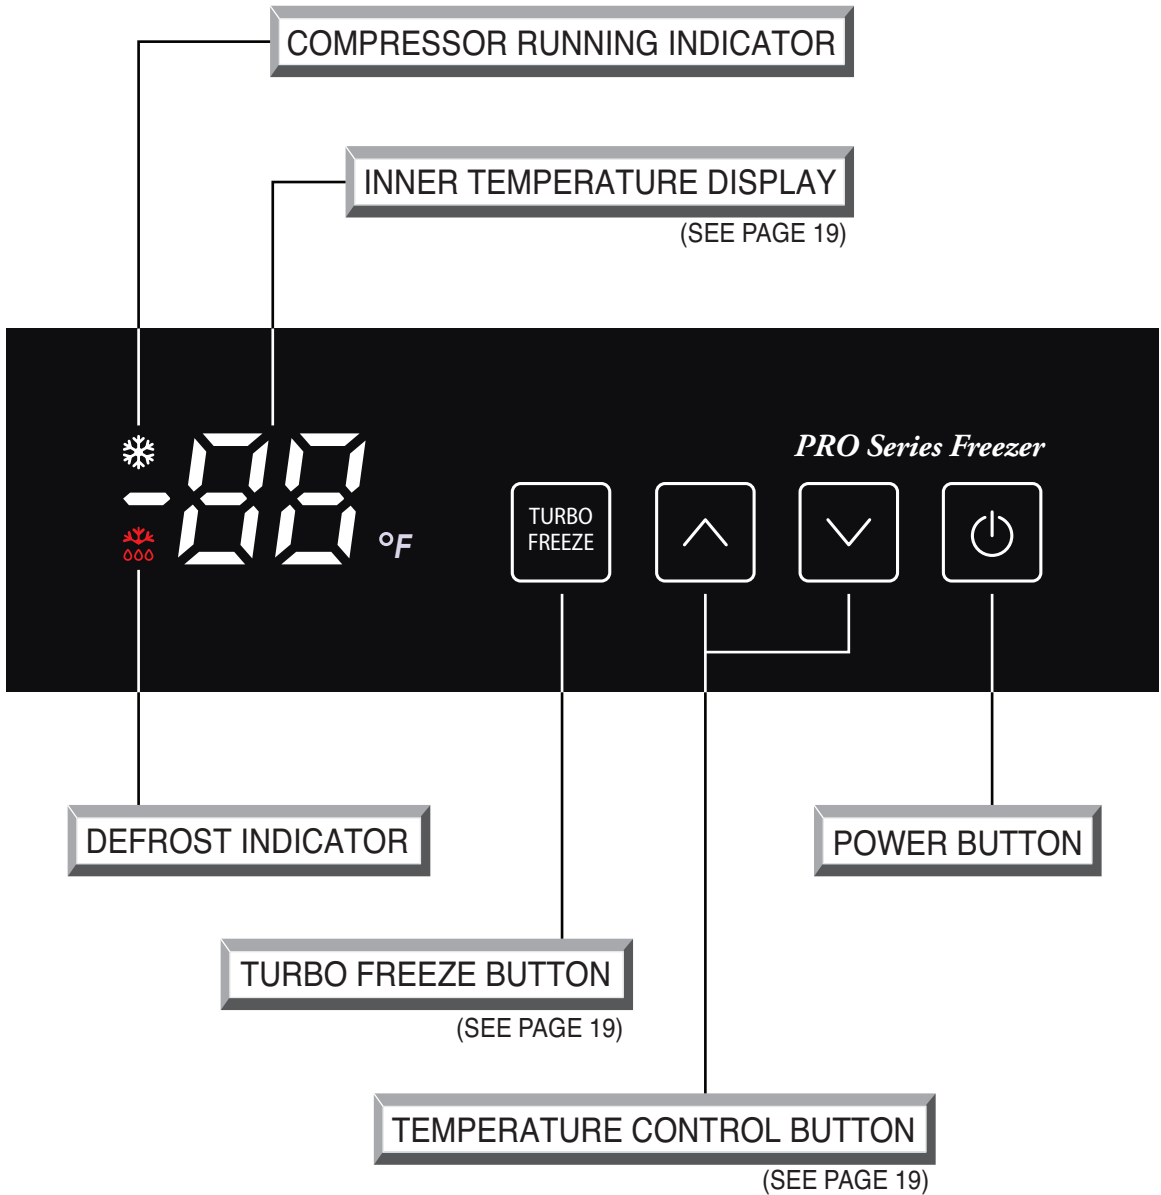 COMPRESSOR RUNNING INDICATOR
INNER TEMPERATURE DISPLAY
(SEE PAGE 19)
PRO Series Freezer
-88 °F
TURBO
FREEZE
DEFROST INDICATOR
POWER BUTTON
TURBO FREEZE BUTTON
(SEE PAGE 19)
TEMPERATURE CONTROL BUTTON
(SEE PAGE 19)